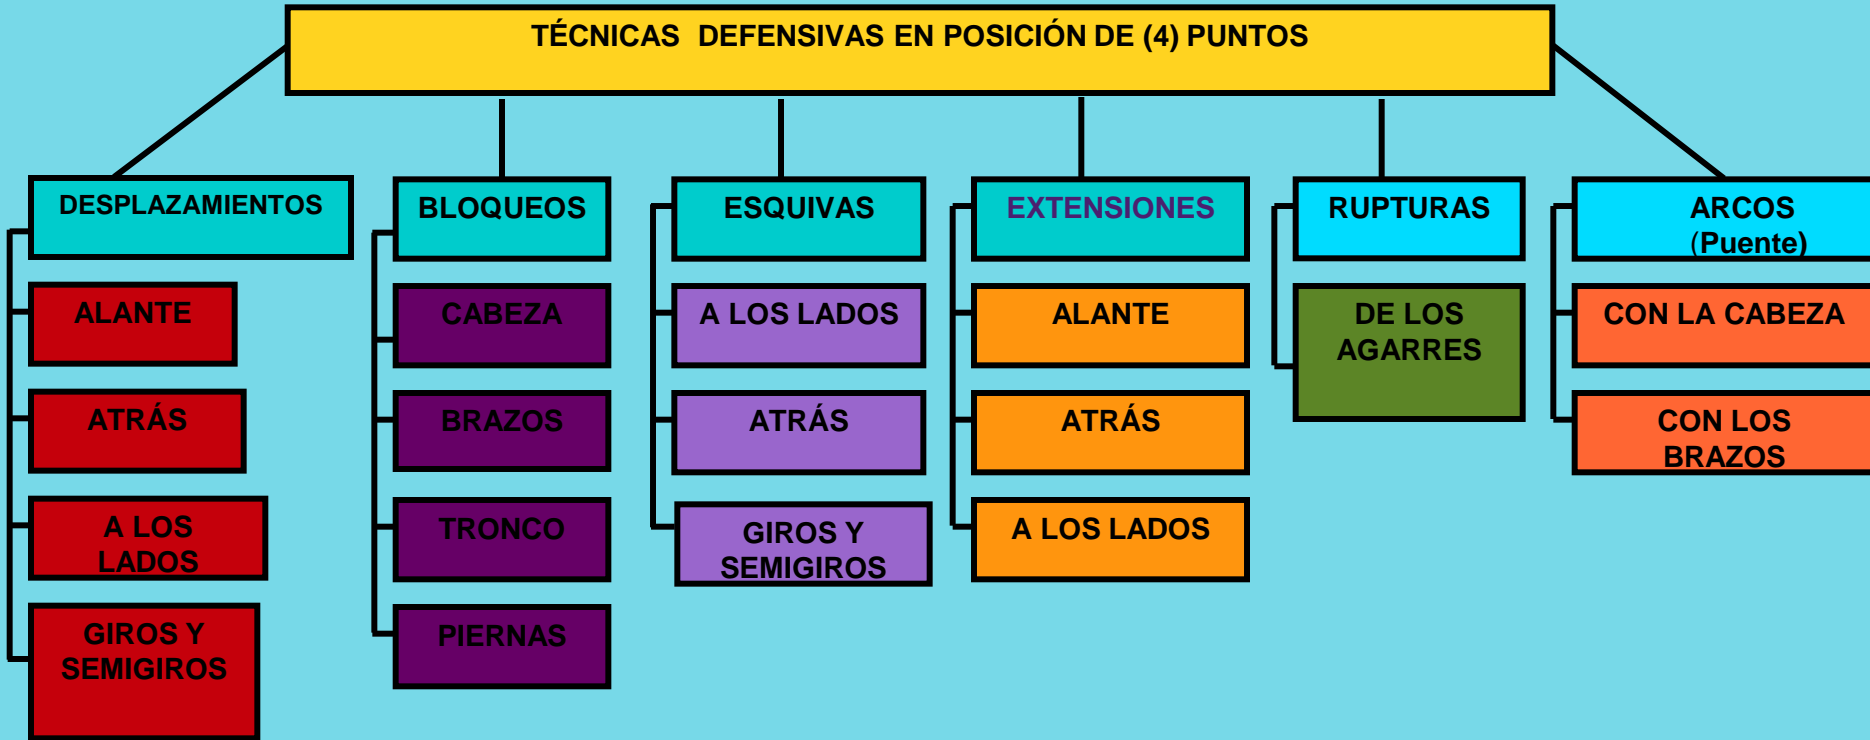 TÉCNICAS  DEFENSIVAS EN POSICIÓN DE (4) PUNTOS
DESPLAZAMIENTOS
ALANTE
ATRÁS
A LOS
LADOS
GIROS Y
SEMIGIROS
BLOQUEOS
CABEZA
BRAZOS
TRONCO
PIERNAS
ESQUIVAS
A LOS LADOS
ATRÁS
GIROS Y
SEMIGIROS
EXTENSIONES
ALANTE
ATRÁS
A LOS LADOS
RUPTURAS
DE LOS
AGARRES
ARCOS
(Puente)
CON LA CABEZA
CON LOS
BRAZOS